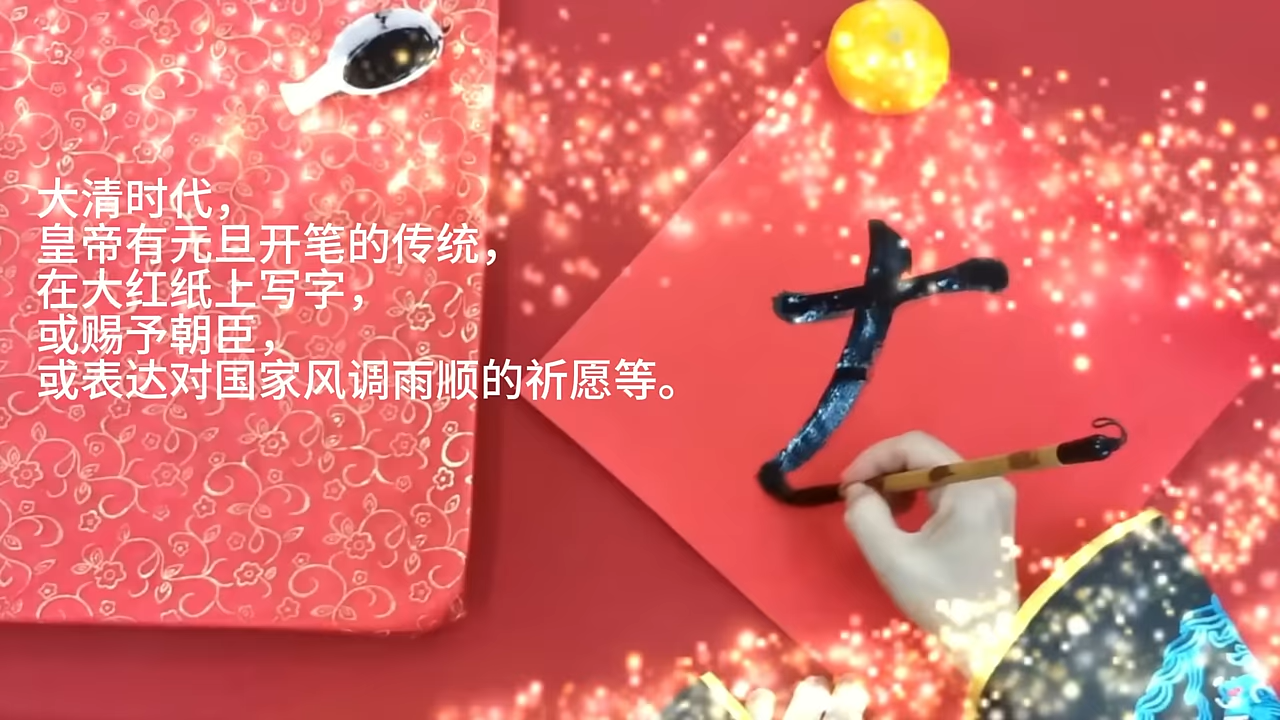 大清时代，
皇帝有元旦开笔的传统，
在大红纸上写字，
或赐予朝臣，
或表达对国家风调雨顺的祈愿等。